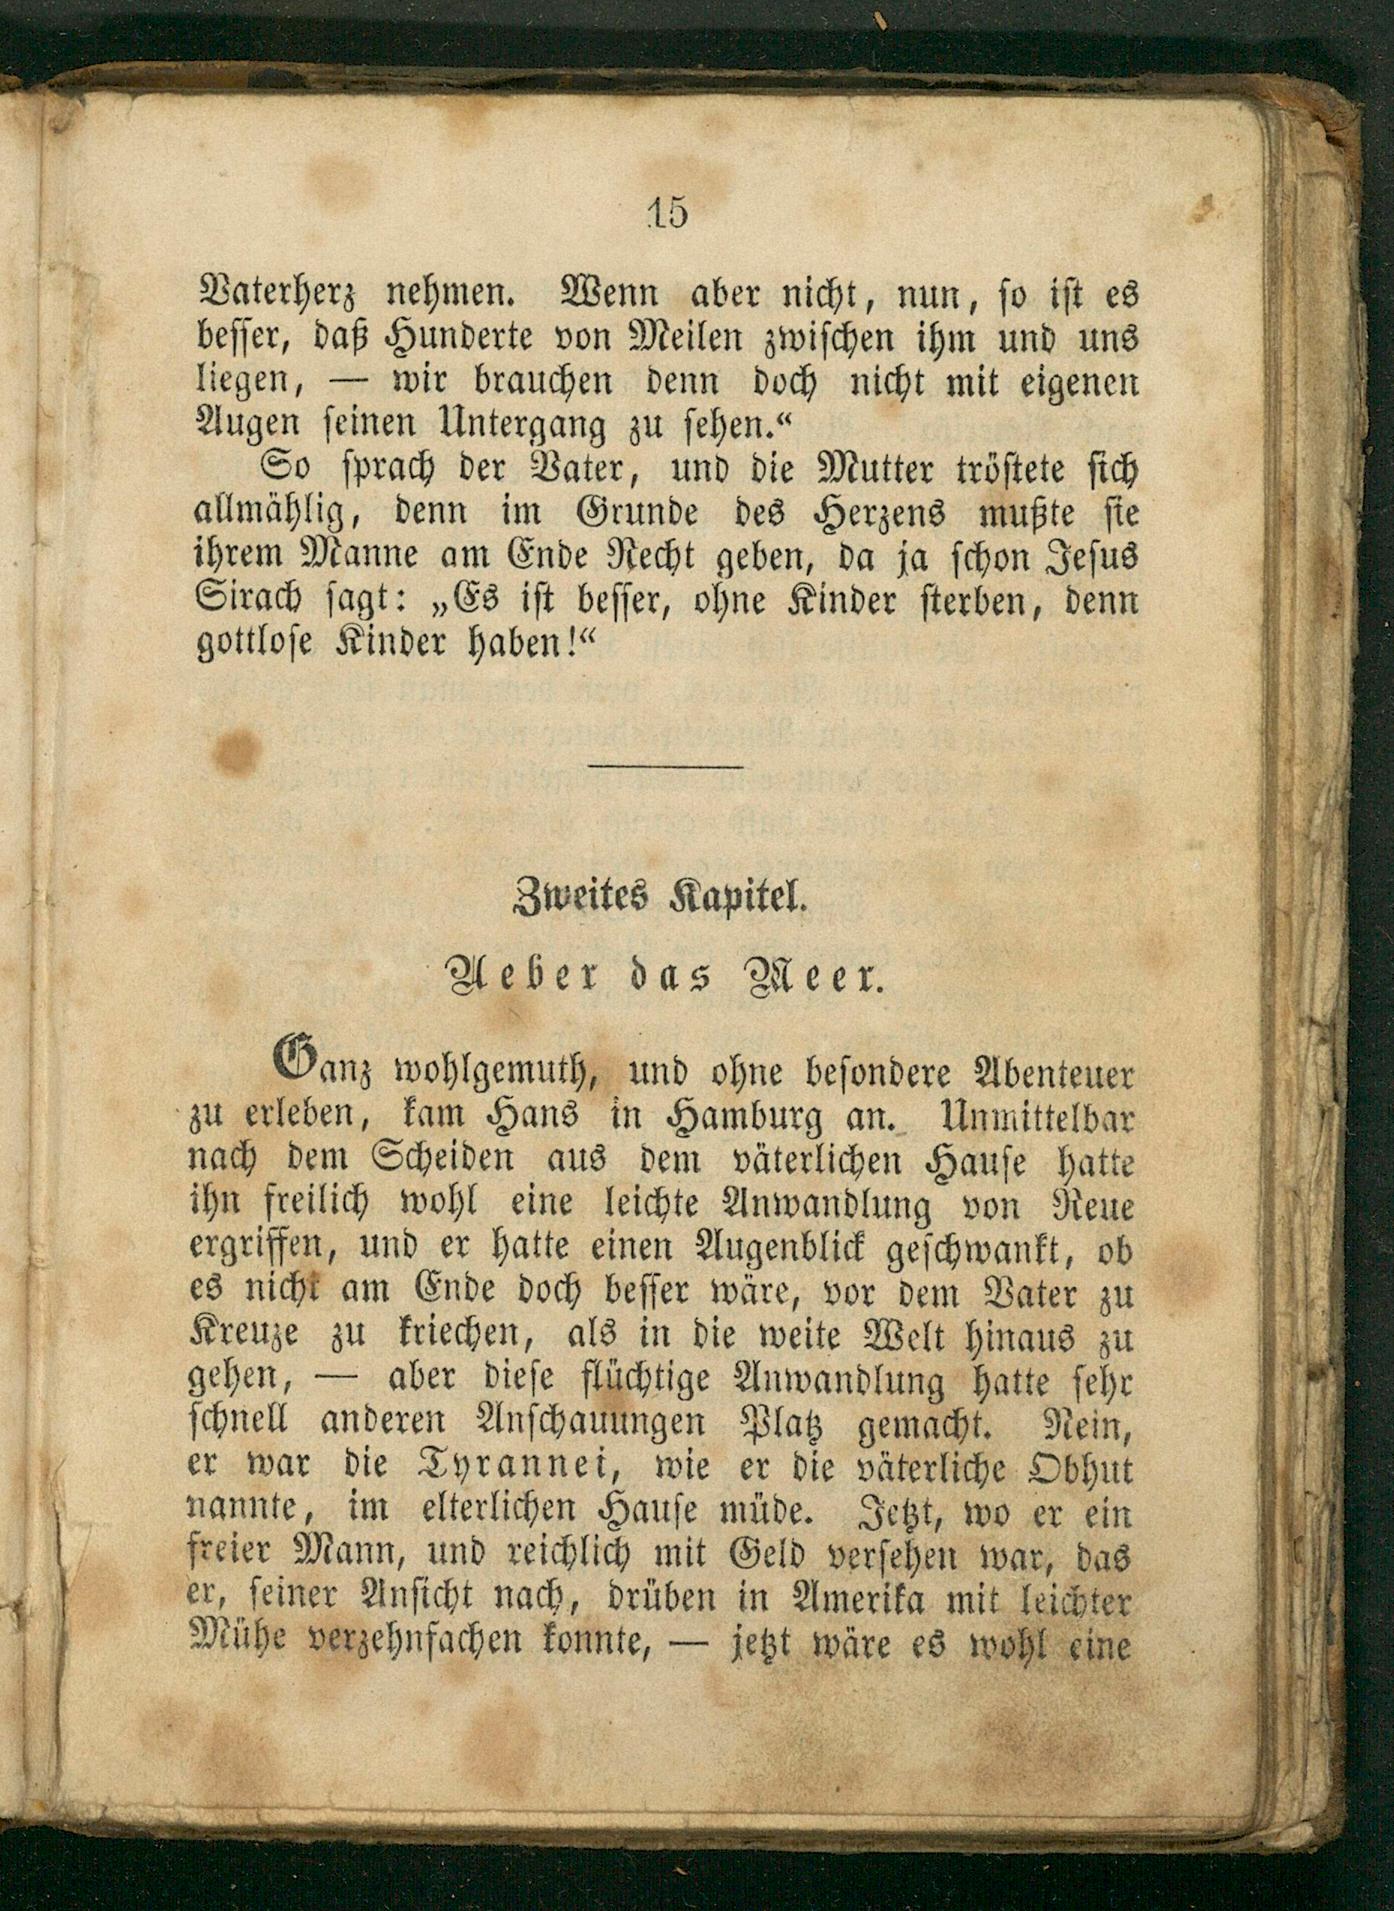 15
Vaterherz nehmen. Wenn aber nicht, nun, so ist es
besser, daß Hunderte von Meilen zwischen ihm und uns
liegen, — wir brauchen denn doch nicht mit eigenen
Augen seinen Untergang zu sehen.“
So sprach der Vater, und die Mutter tröstete sich
allmählig, denn im Grunde des Herzens mußte sie
ihrem Manne am Ende Recht geben, da ja schon Jesus
Sirach sagt: „Es ist besser, ohne Kinder sterben, denn
gottlose Kinder haben!“
Zweites Kapitel.
Ueber das Meer.
Ganz wohlgemuth, und ohne besondere Abenteuer
zu erleben, kam Hans in Hamburg an. Unmittelbar
nach dem Scheiden aus dem väterlichen Hause hatte
ihn freilich wohl eine leichte Anwandlung von Reue
ergriffen, und er hatte einen Augenblick geschwankt, ob
es nicht am Ende doch besser wäre, vor dem Vater zu
Kreuze zu kriechen, als in die weite Welt hinaus zu
gehen, — aber diese flüchtige Anwandlung hatte sehr
schnell anderen Anschauungen Platz gemacht. Nein,
er war die Tyrannei, wie er die väterliche Obhut
nannte, im elterlichen Hause müde. Jetzt, wo er ein
freier Mann, und reichlich mit Geld versehen war, das
er, seiner Ansicht nach, drüben in Amerika mit leichter
Mühe verzehnfachen konnte, — jetzt wäre es wohl eine